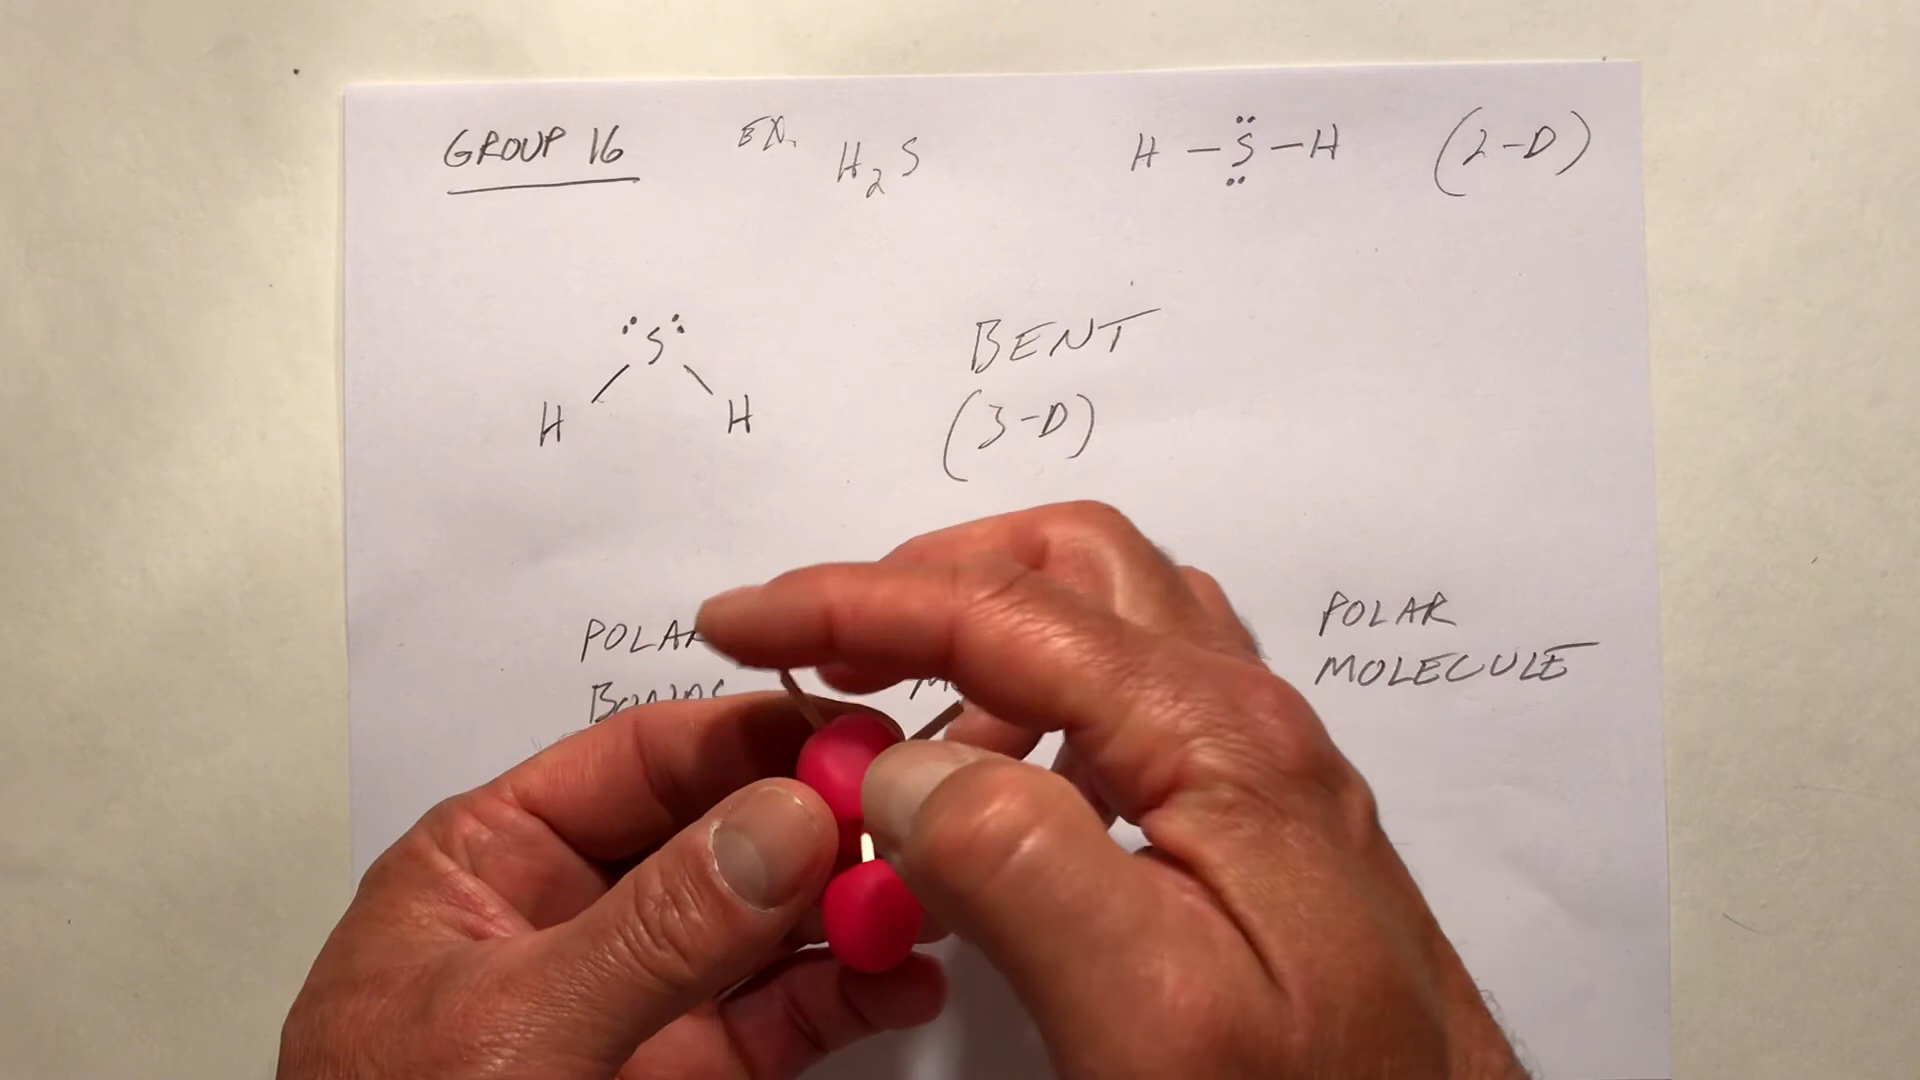 GROUP 16
EX.
H2S
H-S-H
(2-D)
S
H H
BENT
(3-D)
POLAR
POLAR
MOLECULE